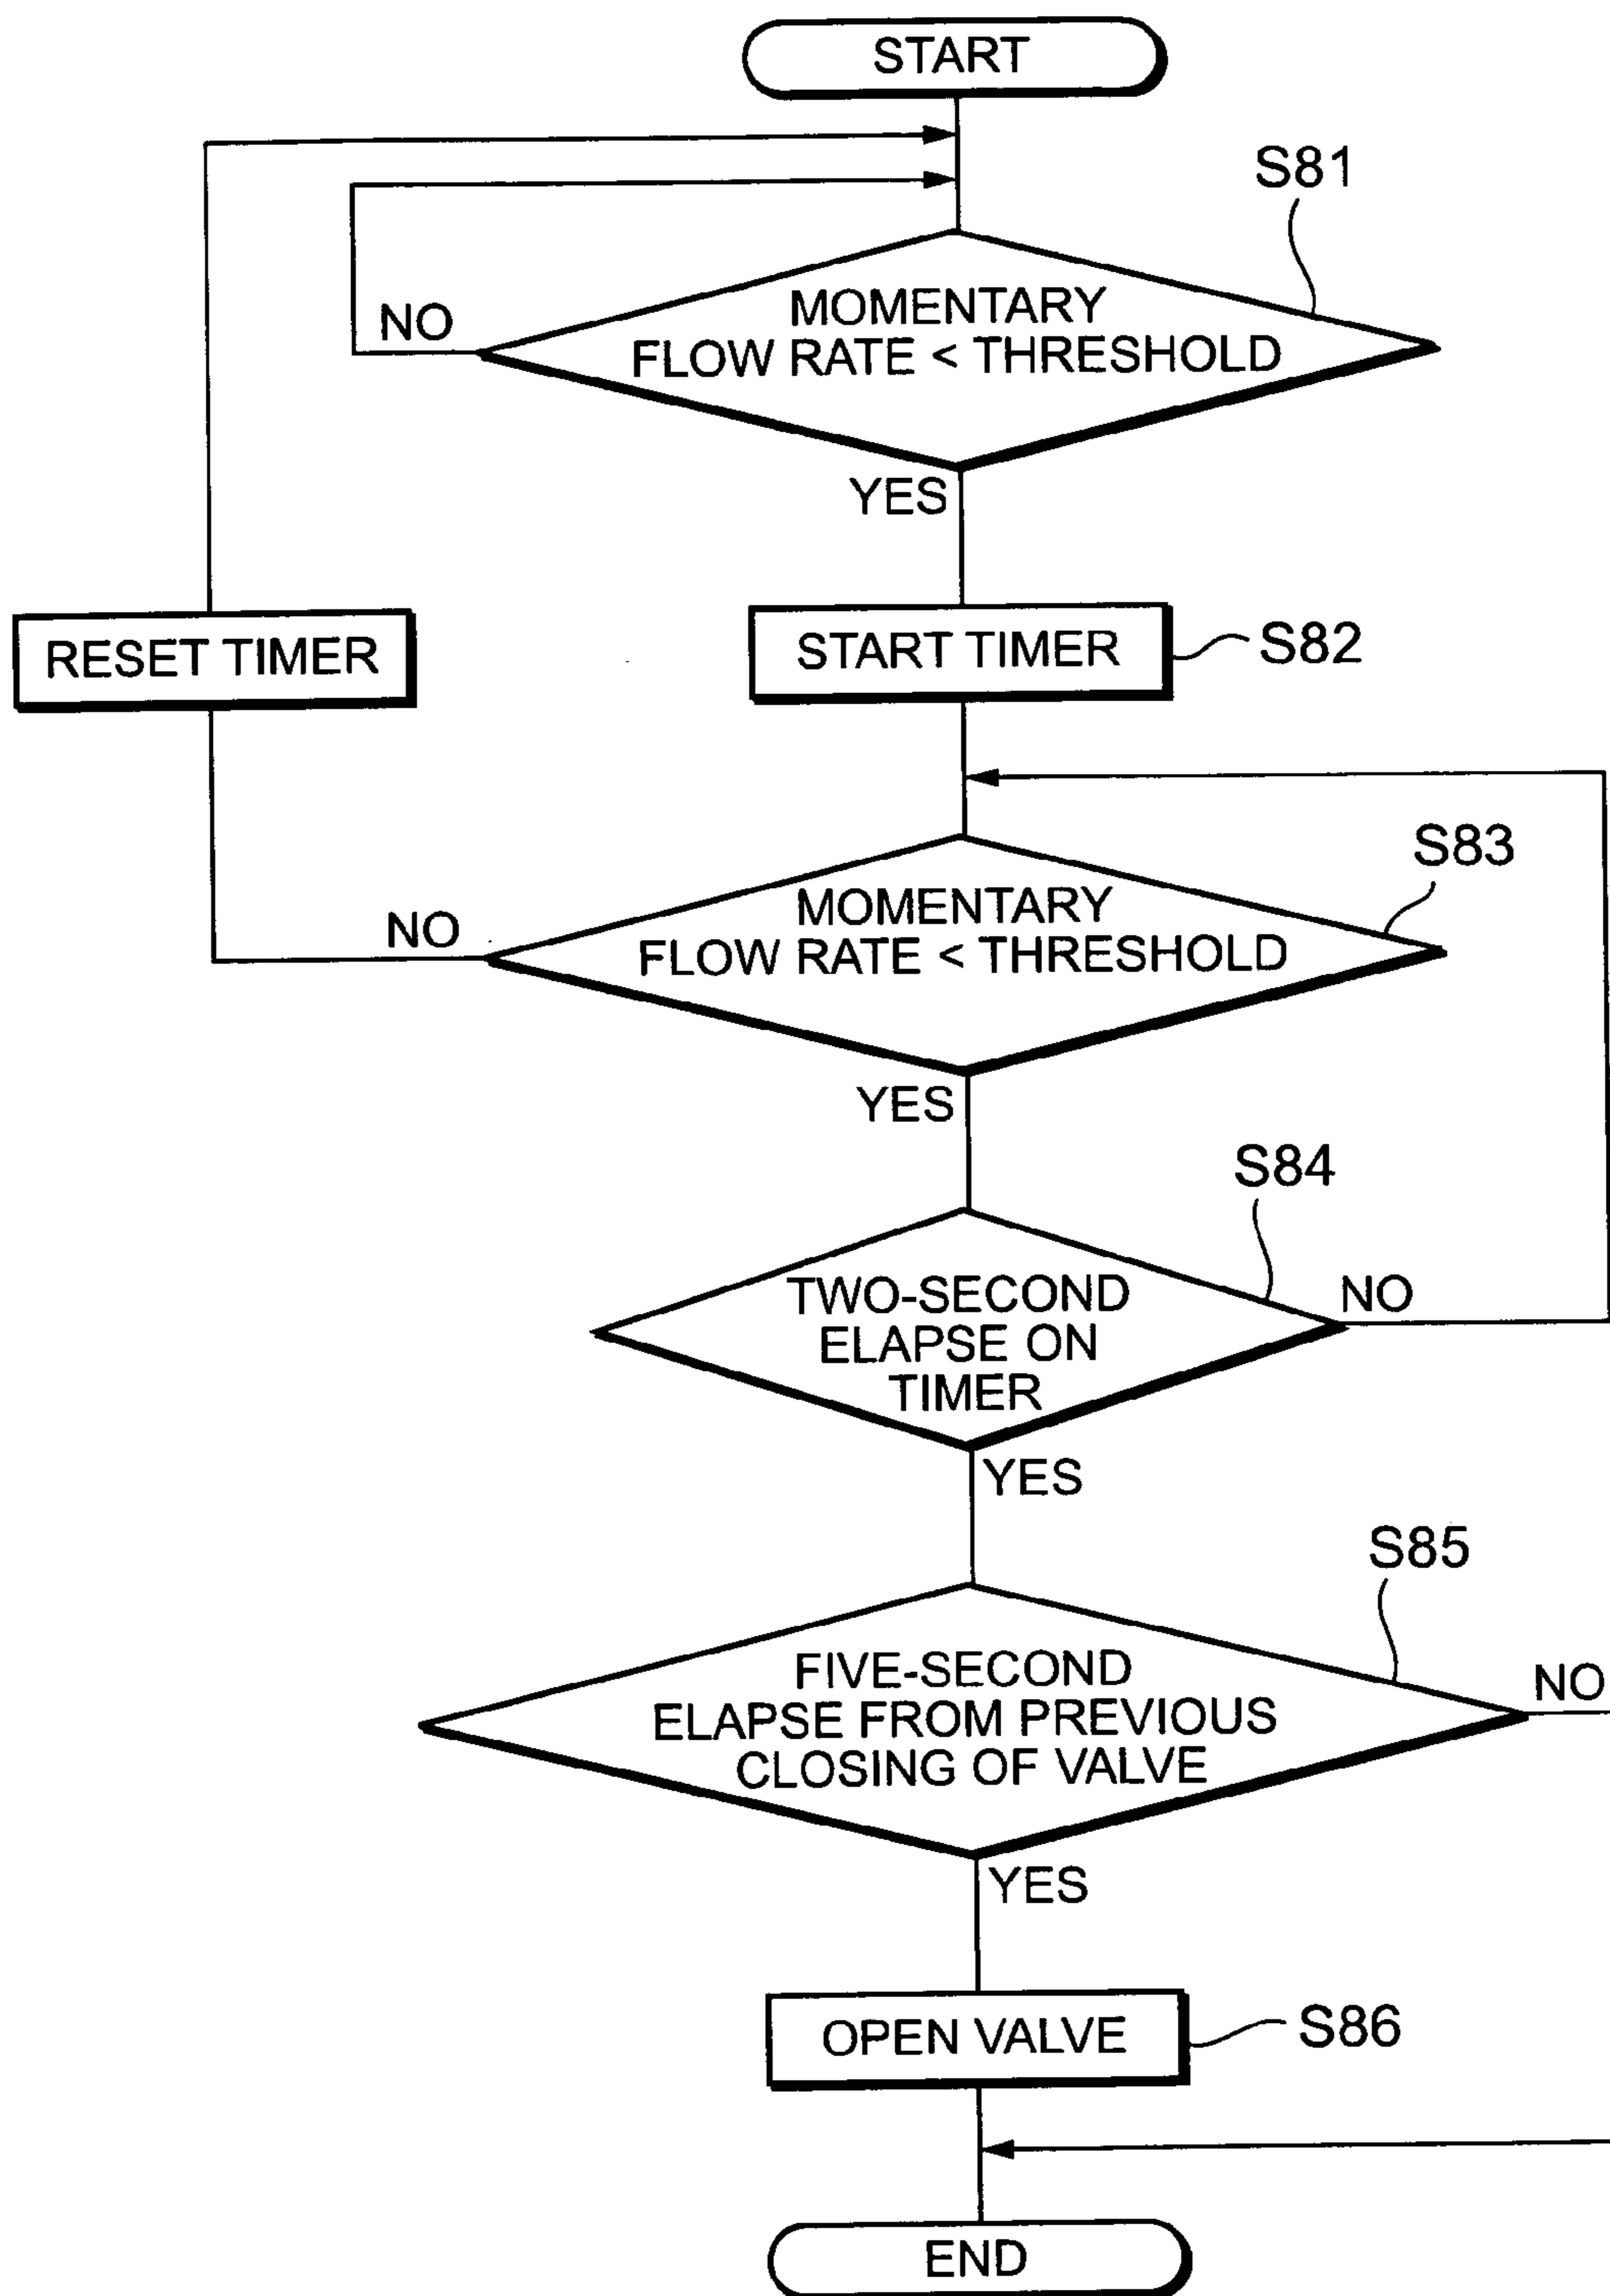 START
S81
MOMENTARY
FLOW RATE < THRESHOLD
NO
YES
RESET TIMER
START TIMER
S82
S83
MOMENTARY
FLOW RATE < THRESHOLD
NO
YES
S84
TWO-SECOND
ELAPSE ON
TIMER
NO
YES
S85
FIVE-SECOND
ELAPSE FROM PREVIOUS
CLOSING OF VALVE
NO
YES
OPEN VALVE
S86
END